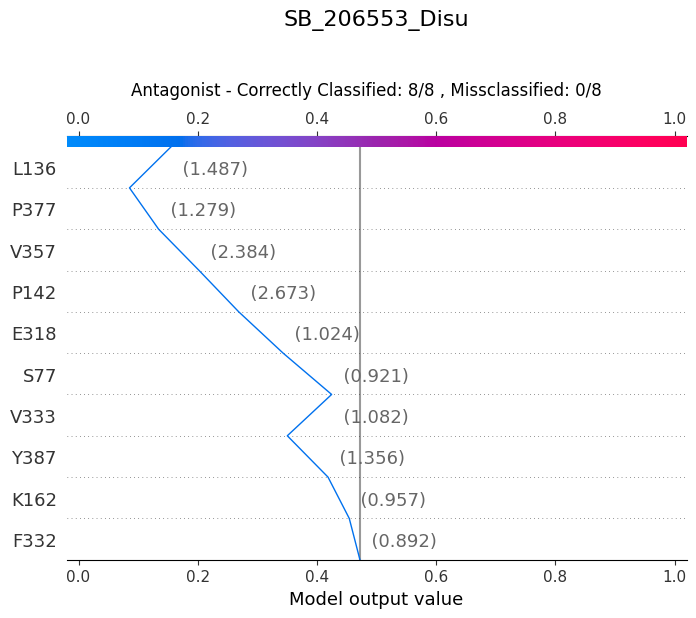 SB_206553_Disu
Antagonist - Correctly Classified: 8/8 , Missclassified: 0/8
0.0 0.2 0.4 0.6 0.8 1.0
L136 (1.487)
P377 (1.279)
V357 (2.384)
P142 (2.673)
E318 (1.024)
S77 (0.921)
V333 (1.082)
Y387 (1.356)
K162 (0.957)
F332 (0.892)
0.0 0.2 0.4 0.6 0.8 1.0
Model output value